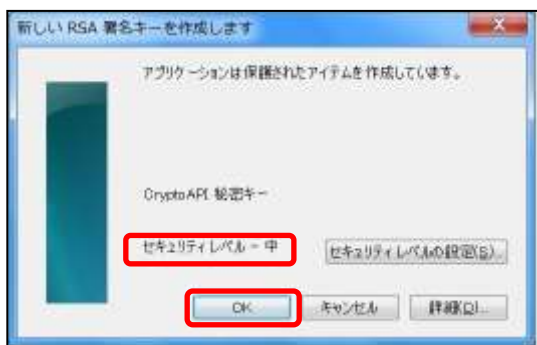 新しい RSA 署名キーを作成します
アプリケーションは保護されたアイテムを作成しています。
CryptoAPI 秘密キー
セキュリティ レベル - 中
セキュリティ レベルの設定(S)...
OK
キャンセル
詳細(D)...